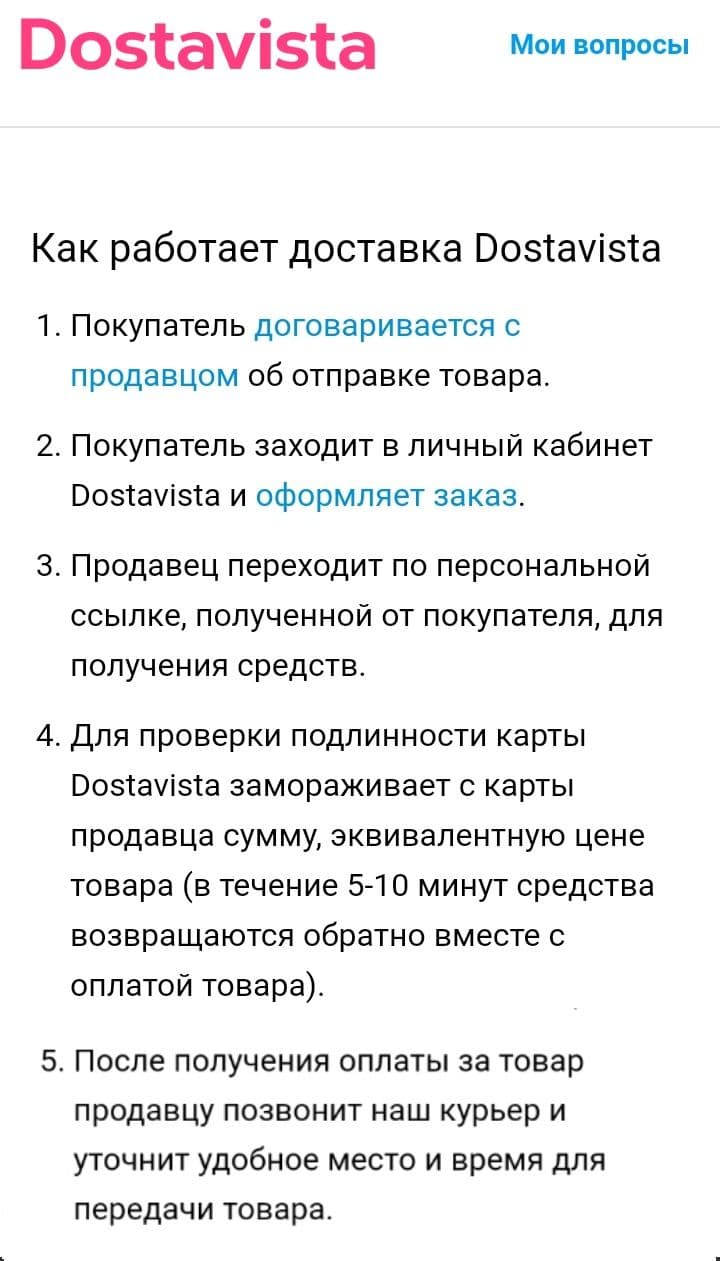 Dostavista
Мои вопросы
Как работает доставка Dostavista
1. Покупатель договаривается с
продавцом об отправке товара.
2. Покупатель заходит в личный кабинет
Dostavista и оформляет заказ.
3. Продавец переходит по персональной
ссылке, полученной от покупателя, для
получения средств.
4. Для проверки подлинности карты
Dostavista замораживает с карты
продавца сумму, эквивалентную цене
товара (в течение 5-10 минут средства
возвращаются обратно вместе с
оплатой товара).
5. После получения оплаты за товар
продавцу позвонит наш курьер и
уточнит удобное место и время для
передачи товара.